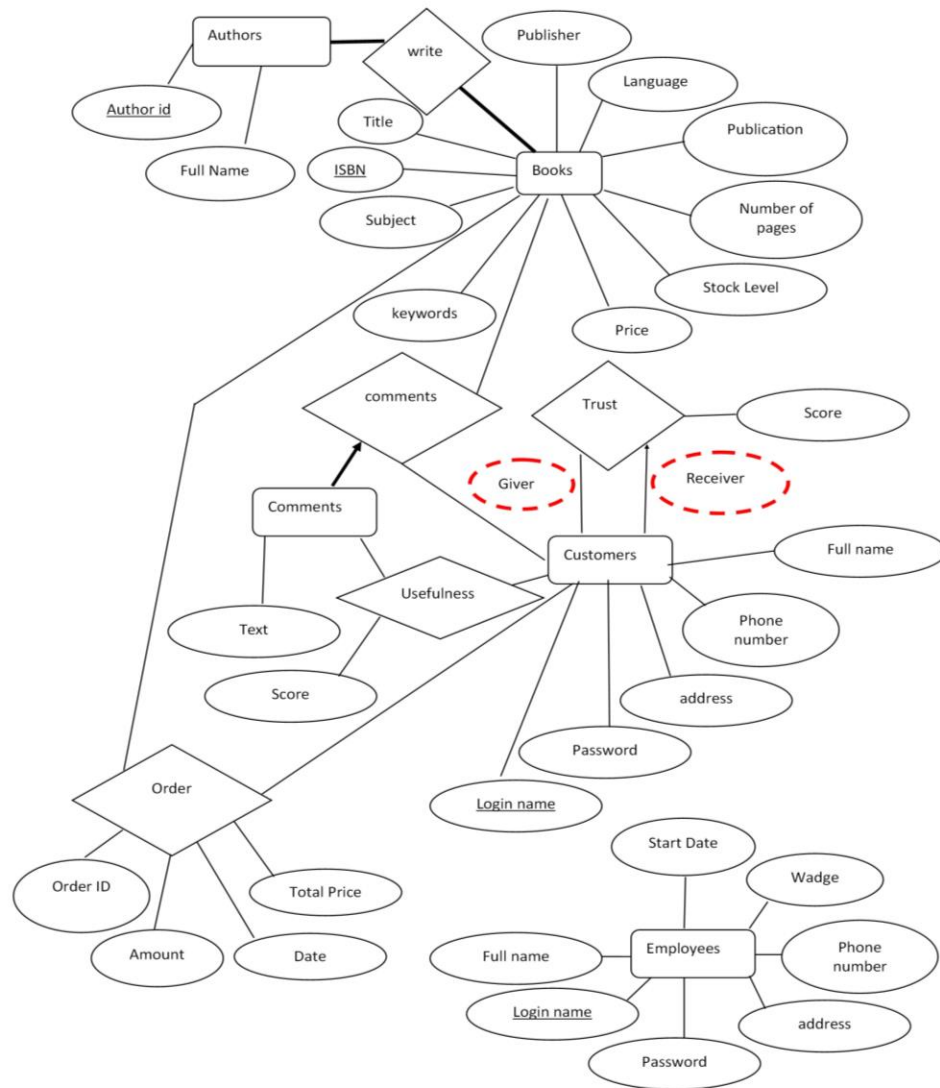 Authors
write
Publisher
Language
Author id
Title
Publication
Full Name
ISBN
Books
Subject
Number of
pages
Stock Level
keywords
Price
comments
Trust
Score
Giver
Receiver
Comments
Customers
Full name
Usefulness
Text
Phone
number
Score
address
Password
Order
Login name
Start Date
Order ID
Total Price
Wadge
Amount
Date
Full name
Employees
Phone
number
Login name
address
Password